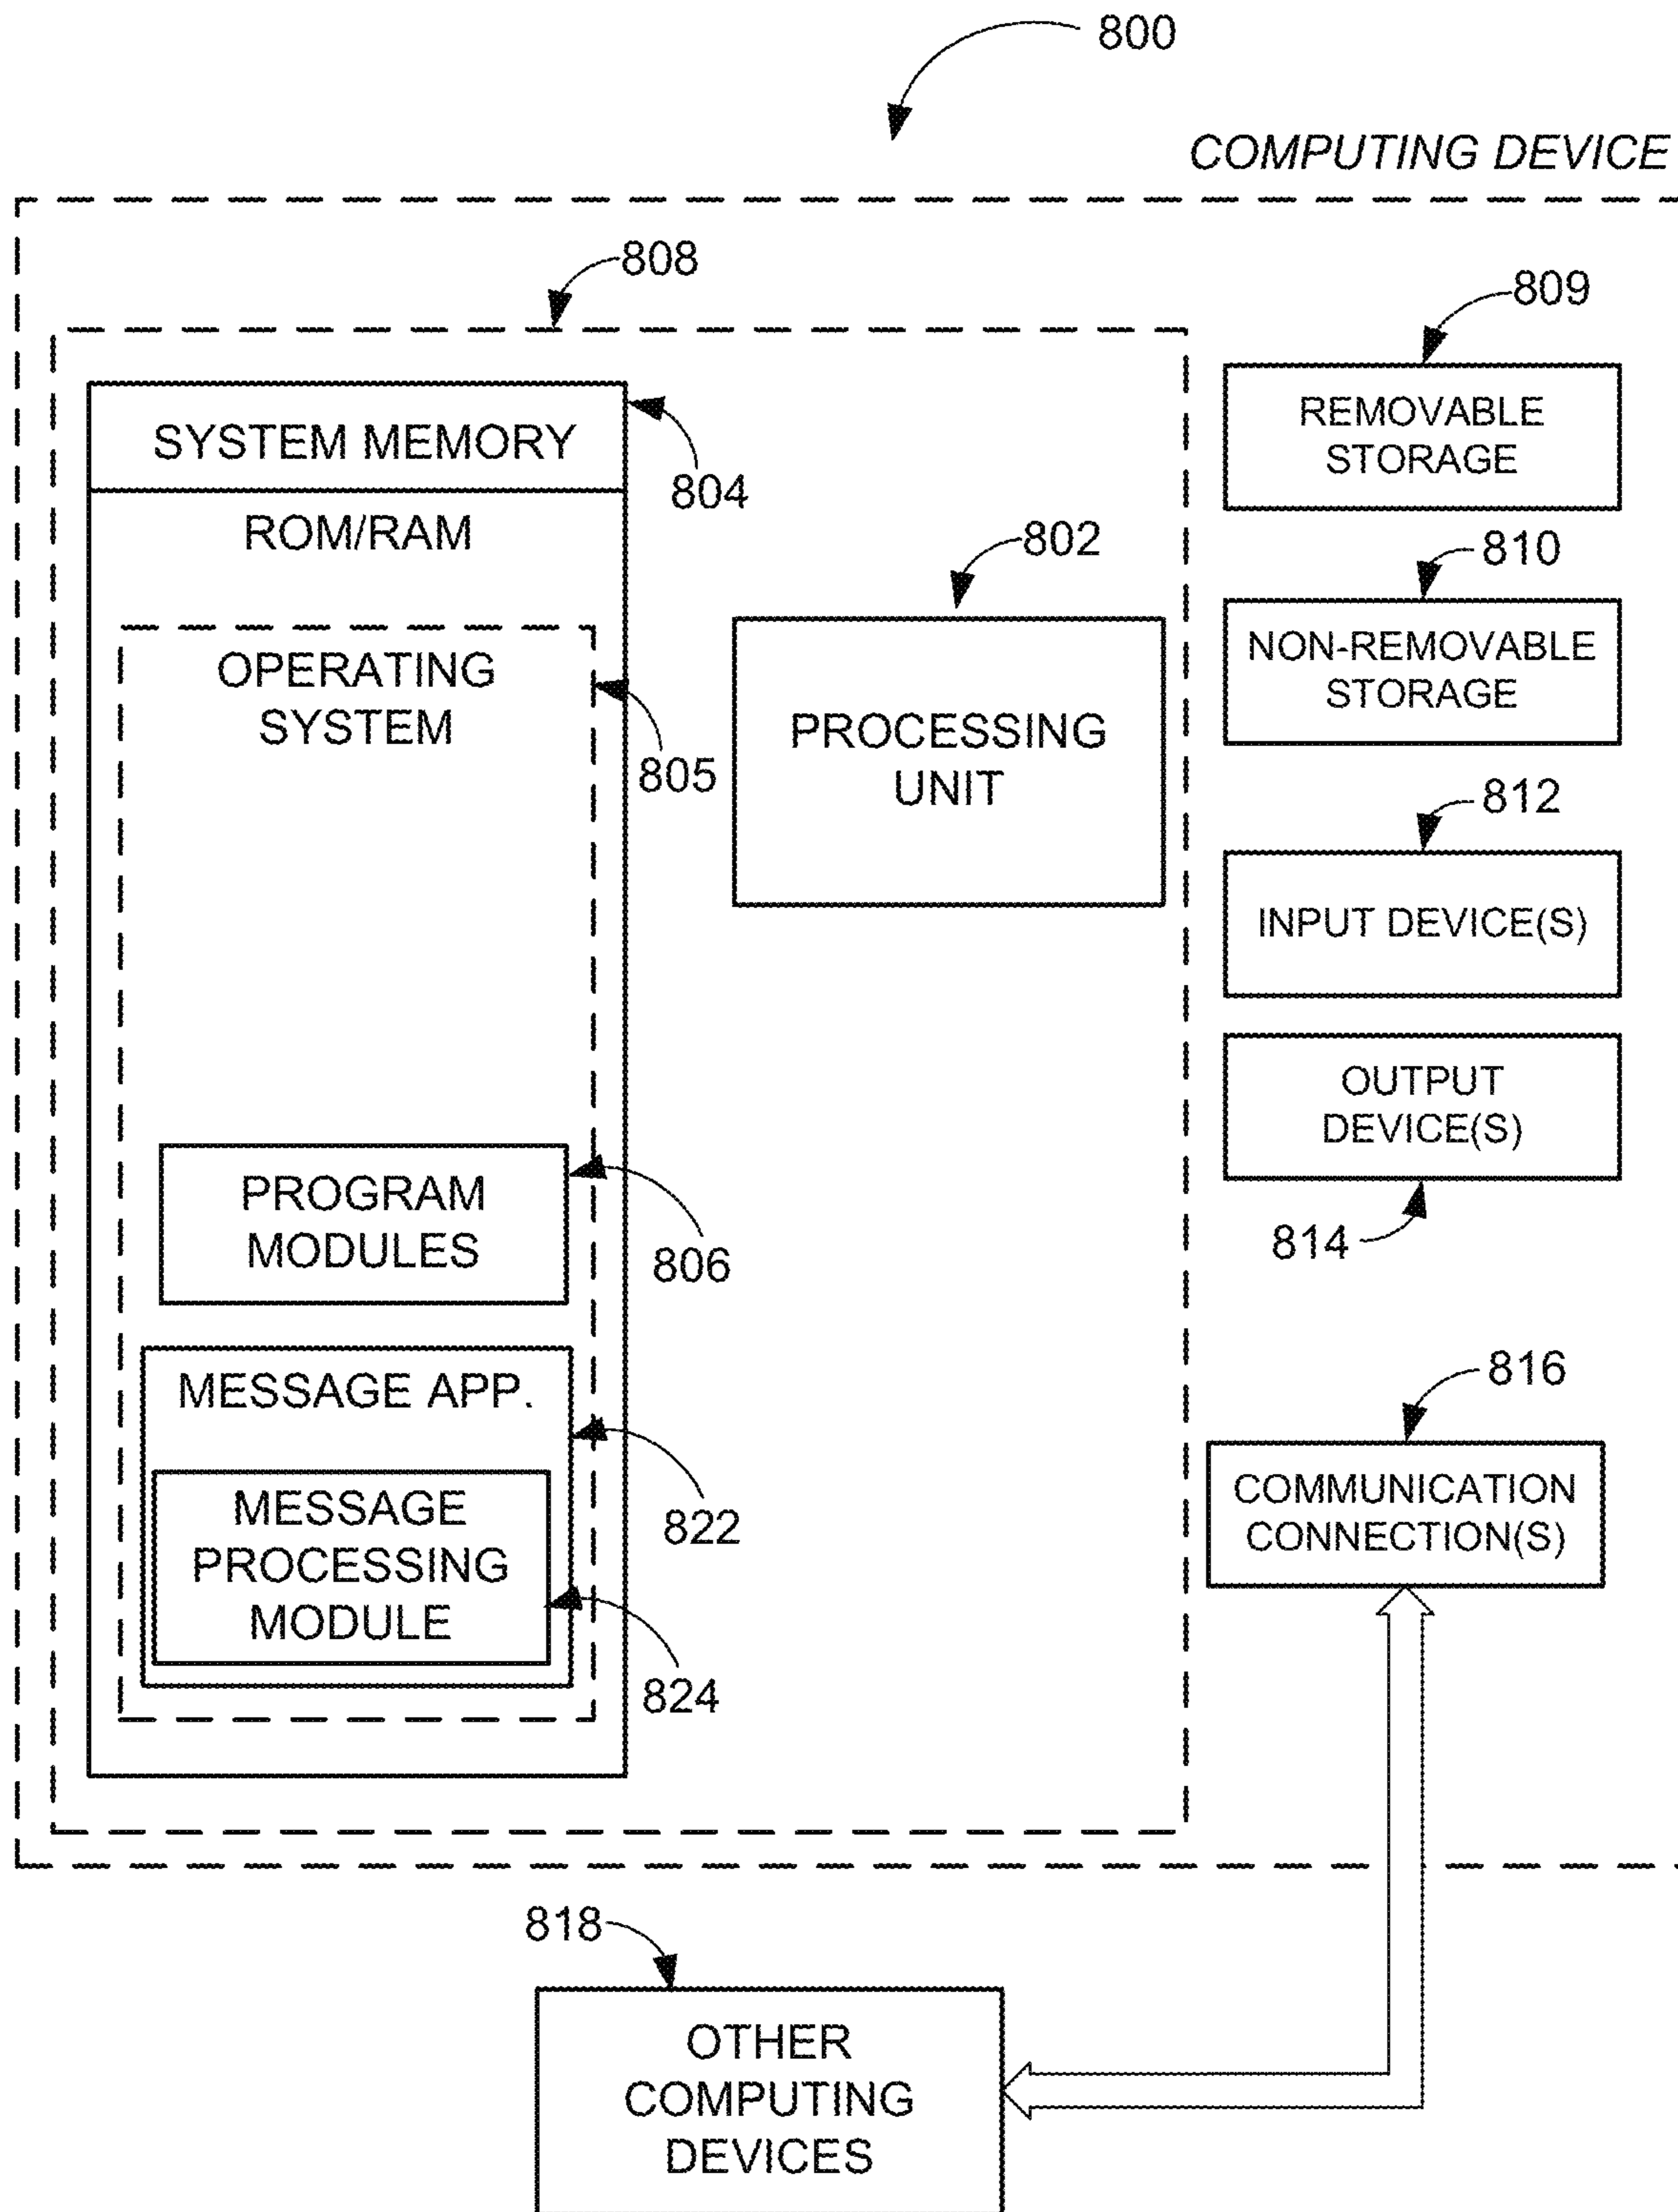 800
COMPUTING DEVICE
808
809
SYSTEM MEMORY
804
REMOVABLE
STORAGE
ROM/RAM
802
810
OPERATING
SYSTEM
805
PROCESSING
UNIT
NON-REMOVABLE
STORAGE
812
INPUT DEVICE(S)
OUTPUT
DEVICE(S)
814
PROGRAM
MODULES
806
MESSAGE APP.
822
MESSAGE
PROCESSING
MODULE
824
816
COMMUNICATION
CONNECTION(S)
818
OTHER
COMPUTING
DEVICES